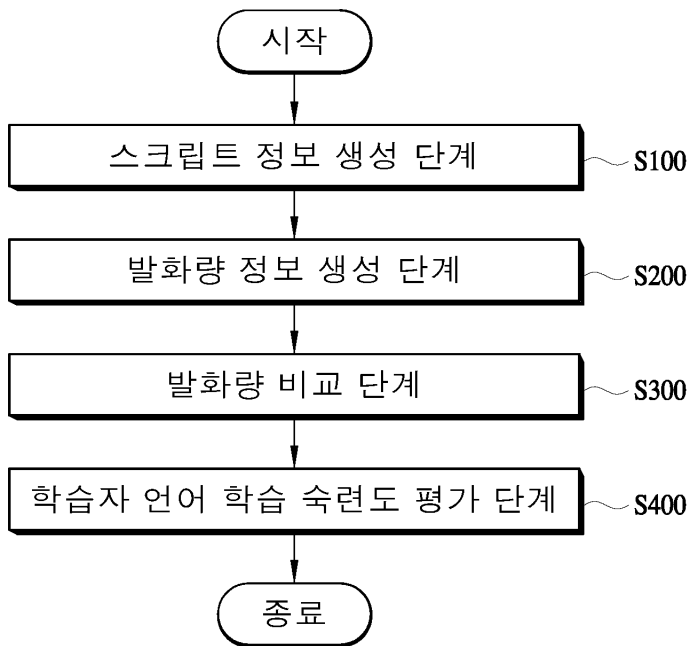 시작
스크립트 정보 생성 단계
S100
발화량 정보 생성 단계
S200
발화량 비교 단계
S300
학습자 언어 학습 숙련도 평가 단계
S400
종료